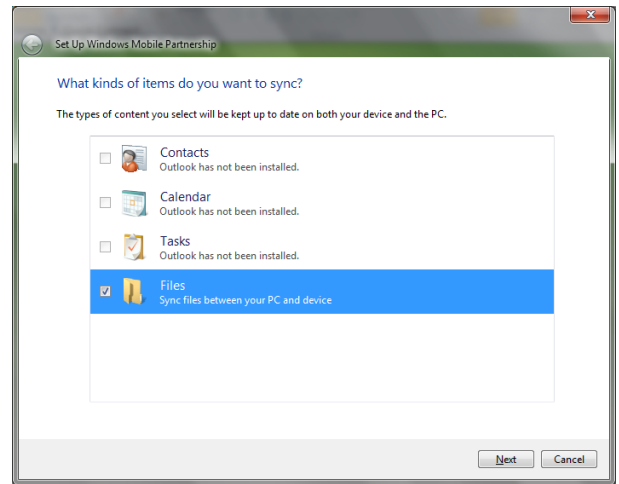 Set Up Windows Mobile Partnership
What kinds of items do you want to sync?
The types of content you select will be kept up to date on both your device and the PC.
Contacts
Outlook has not been installed.
Calendar
Outlook has not been installed.
Tasks
Outlook has not been installed.
Files
Sync files between your PC and device
Next Cancel